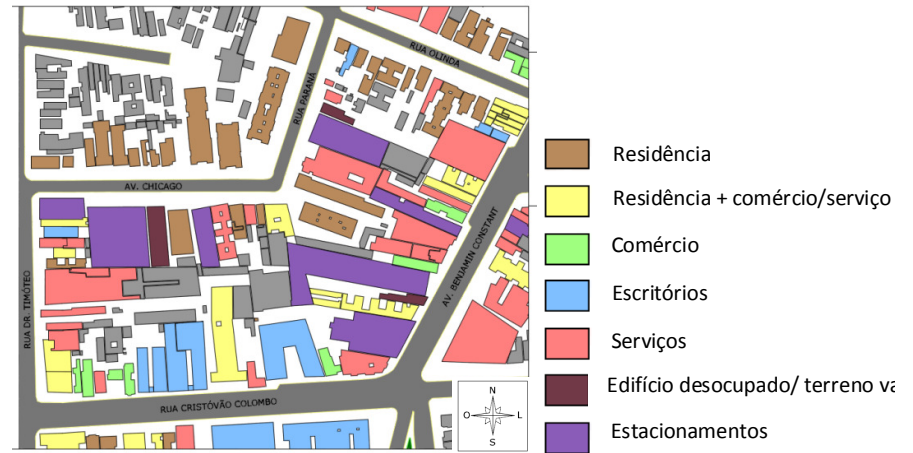 RUA OLINDA
RUA PARANÁ
AV. CHICAGO
RUA DR. TIMÓTEO
AV. BENJAMIN CONSTANT
RUA CRISTÓVÃO COLOMBO
N
O
L
S
Residência
Residência + comércio/serviço
Comércio
Escritórios
Serviços
Edifício desocupado/ terreno va
Estacionamentos